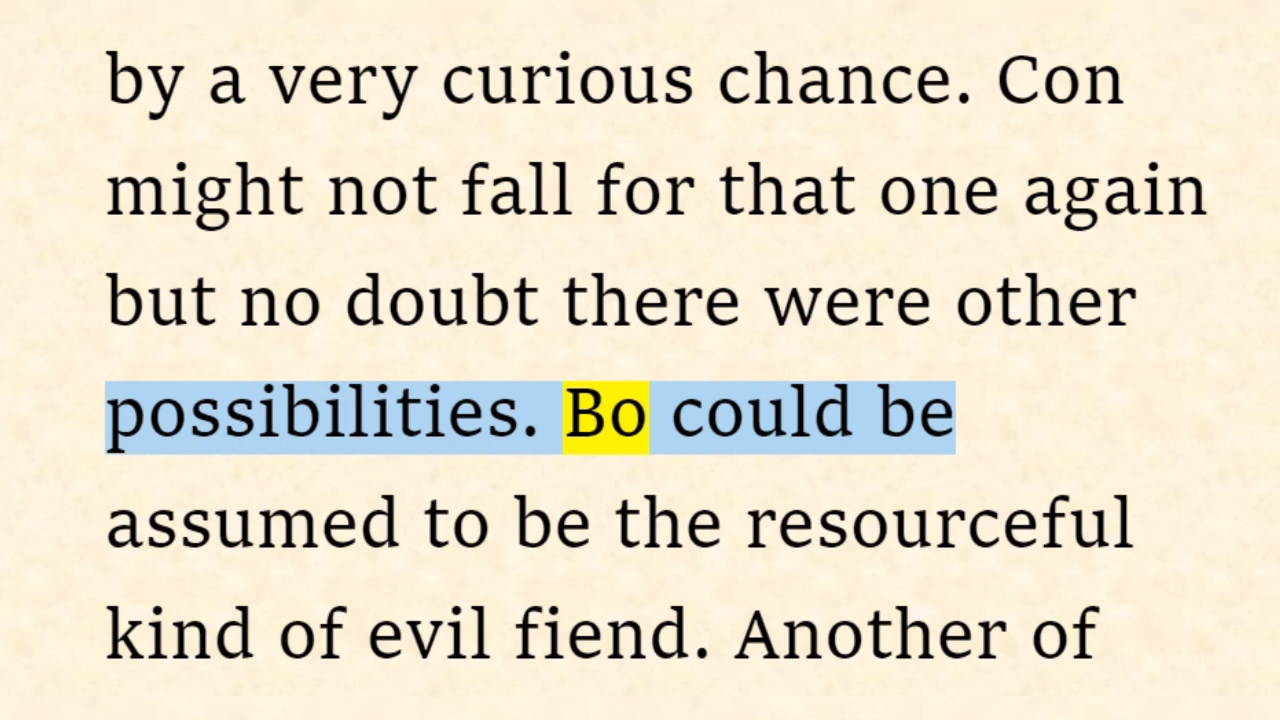 by a very curious chance. Con
might not fall for that one again
but no doubt there were other
possibilities. Bo could be
assumed to be the resourceful
kind of evil fiend. Another of